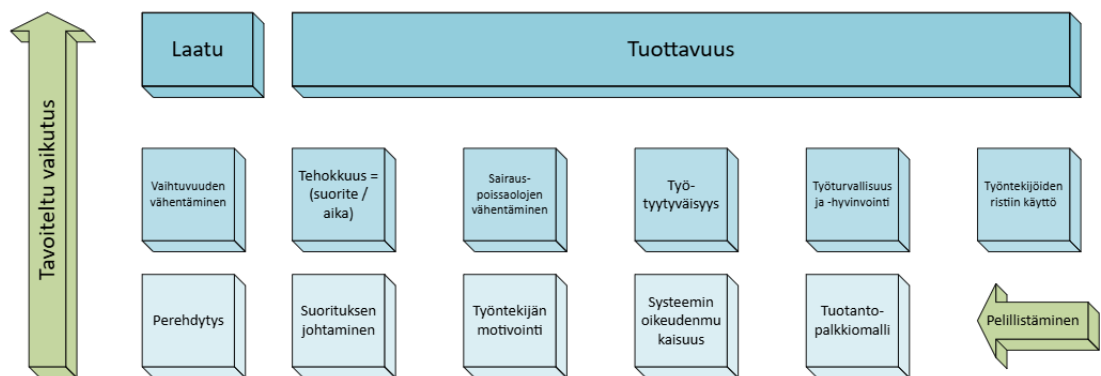 Tavoiteltu vaikutus
Laatu
Tuottavuus
Vaihtuvuuden
vähentäminen
Tehokkuus =
(suorite /
aika)
Sairaus-
poissaolojen
vähentäminen
Työ-
tyytyväisyys
Työturvallisuus
ja -hyvinvointi
Työntekijöiden
ristiin käyttö
Perehdytys
Suorituksen
johtaminen
Työntekijän
motivointi
Systeemin
oikeudenmu
kaisuus
Tuotanto-
palkkiomalli
Pelillistäminen